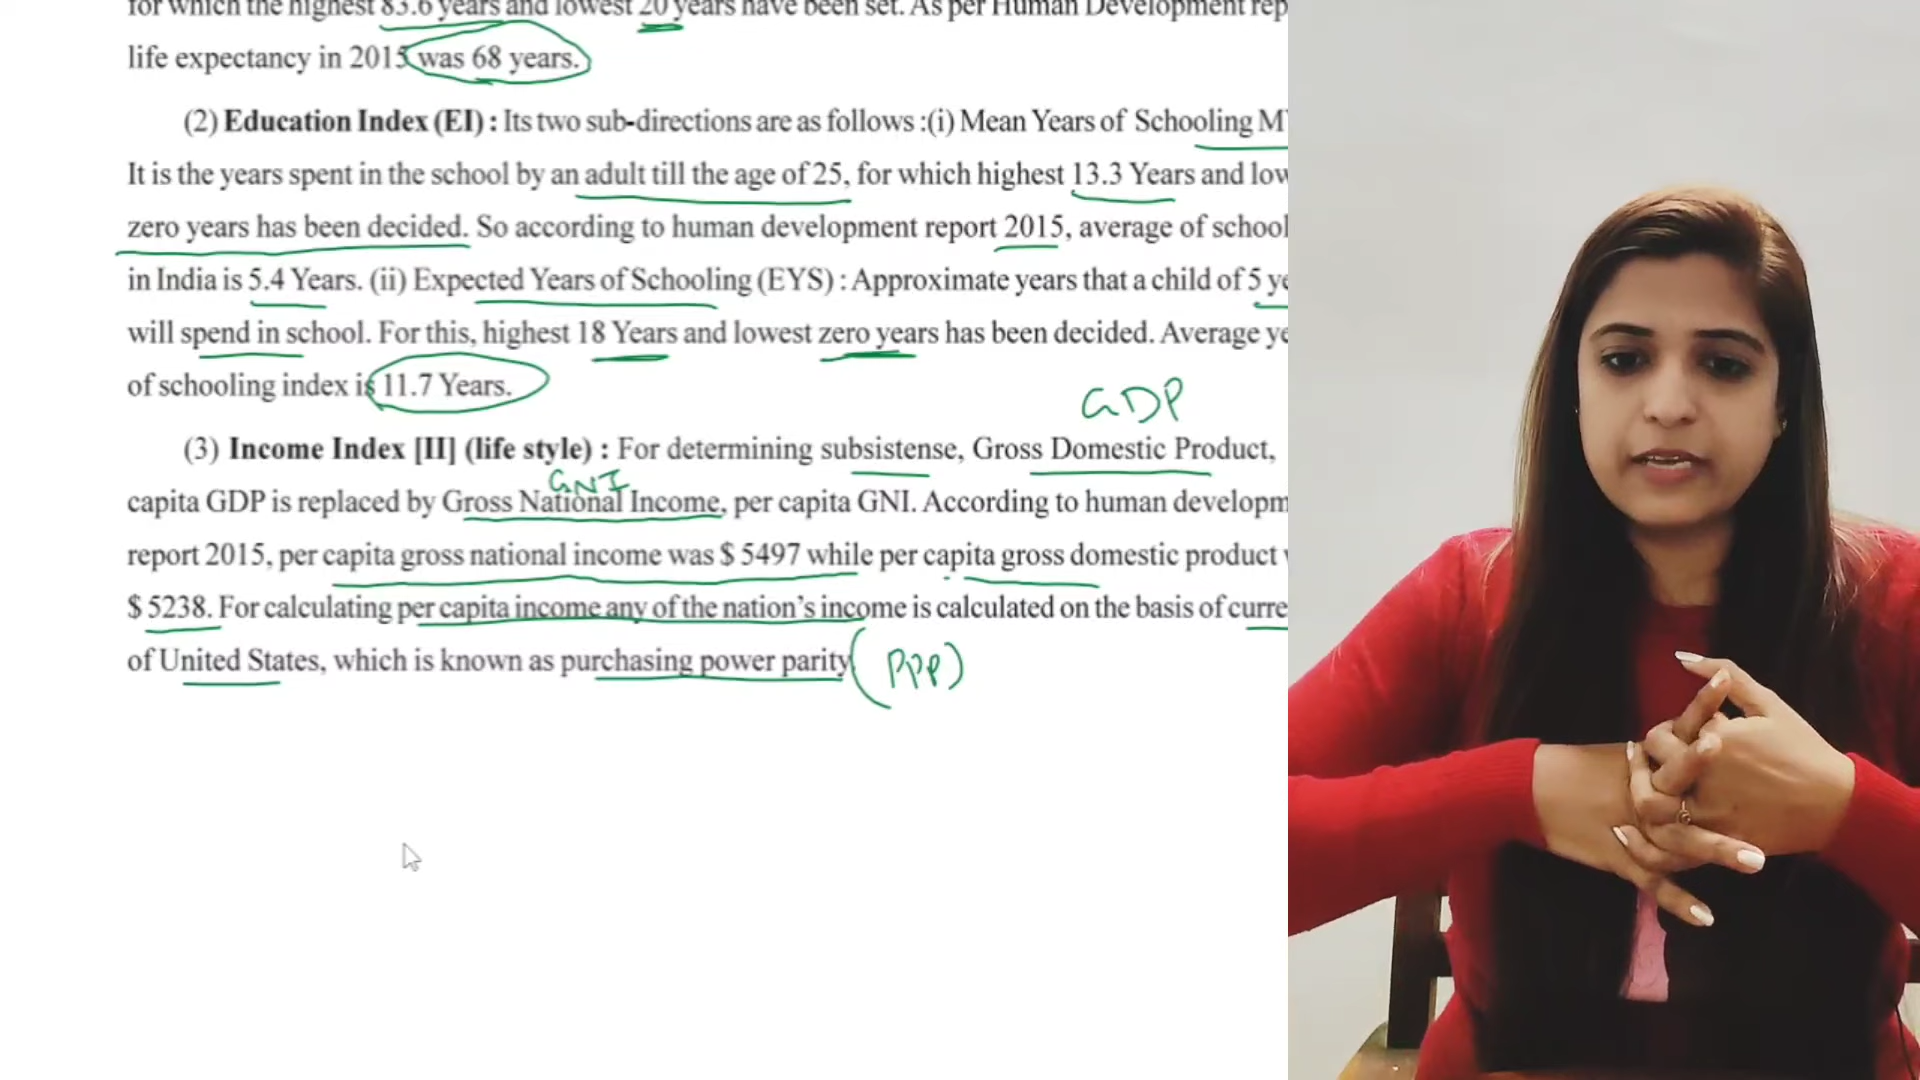 for which the highest 83.6 years and lowest 20 years have been set. As per Human Development rep
life expectancy in 2015 was 68 years.
(2) Education Index (EI) : Its two sub-directions are as follows :(i) Mean Years of Schooling M
It is the years spent in the school by an adult till the age of 25, for which highest 13.3 Years and low
zero years has been decided. So according to human development report 2015, average of school
in India is 5.4 Years. (ii) Expected Years of Schooling (EYS) : Approximate years that a child of 5 ye
will spend in school. For this, highest 18 Years and lowest zero years has been decided. Average ye
of schooling index is 11.7 Years.
GDP
(3) Income Index [II] (life style) : For determining subsistense, Gross Domestic Product,
GNI
capita GDP is replaced by Gross National Income, per capita GNI. According to human developm
report 2015, per capita gross national income was $ 5497 while per capita gross domestic product
$ 5238. For calculating per capita income any of the nation's income is calculated on the basis of curre
of United States, which is known as purchasing power parity (PPP)